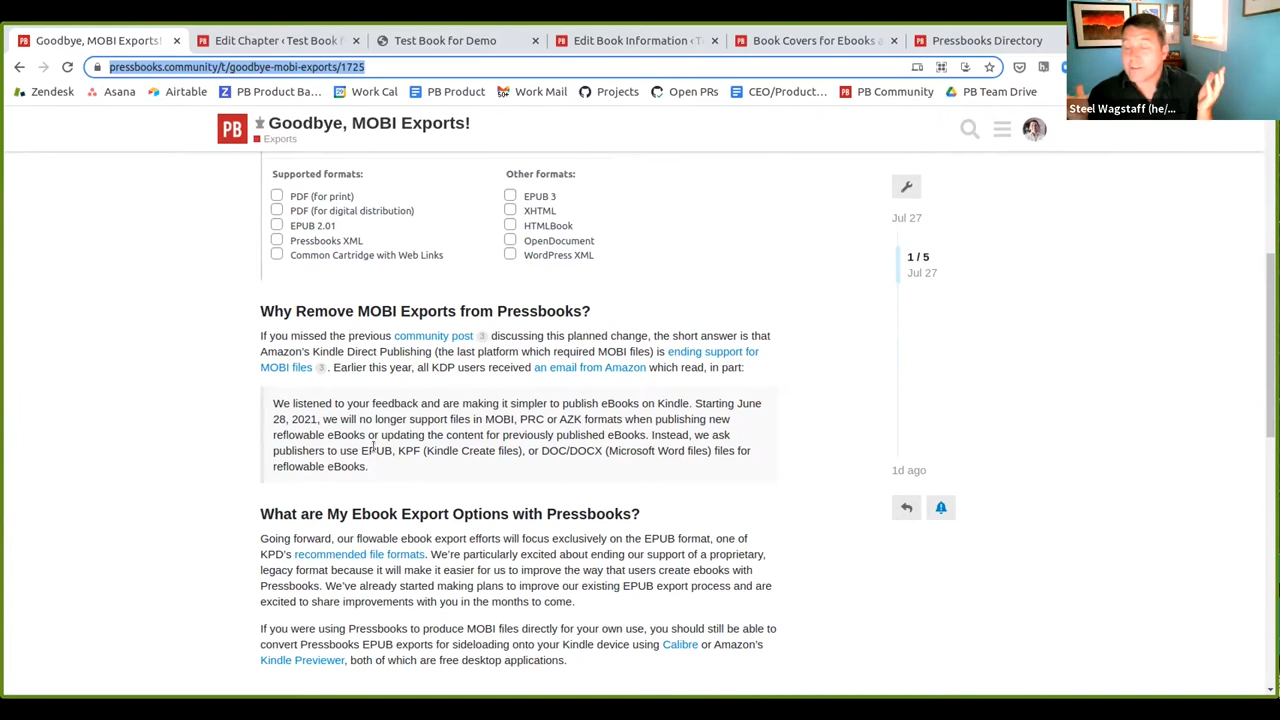 Goodbye, MOBI Exports!
Edit Chapter ‹ Test Book f
Test Book for Demo
Edit Book Information ‹ T
Book Covers for Ebooks a
Pressbooks Directory
pressbooks.community/t/goodbye-mobi-exports/1725
Zendesk
Asana
Airtable
PB Product Ba...
Work Cal
PB Product
Work Mail
Projects
Open PRs
CEO/Product...
PB Community
PB Team Drive
Steel Wagstaff (he/...
PB
Goodbye, MOBI Exports!
Exports
Supported formats:
PDF (for print)
PDF (for digital distribution)
EPUB 2.01
Pressbooks XML
Common Cartridge with Web Links
Other formats:
EPUB 3
XHTML
HTMLBook
OpenDocument
WordPress XML
Jul 27
1 / 5
Jul 27
1d ago
Why Remove MOBI Exports from Pressbooks?
If you missed the previous community post 3 discussing this planned change, the short answer is that
Amazon's Kindle Direct Publishing (the last platform which required MOBI files) is ending support for
MOBI files 3 . Earlier this year, all KDP users received an email from Amazon which read, in part:
We listened to your feedback and are making it simpler to publish eBooks on Kindle. Starting June
28, 2021, we will no longer support files in MOBI, PRC or AZK formats when publishing new
reflowable eBooks or updating the content for previously published eBooks. Instead, we ask
publishers to use EPUB, KPF (Kindle Create files), or DOC/DOCX (Microsoft Word files) files for
reflowable eBooks.
What are My Ebook Export Options with Pressbooks?
Going forward, our flowable ebook export efforts will focus exclusively on the EPUB format, one of
KPD's recommended file formats. We're particularly excited about ending our support of a proprietary,
legacy format because it will make it easier for us to improve the way that users create ebooks with
Pressbooks. We've already started making plans to improve our existing EPUB export process and are
excited to share improvements with you in the months to come.
If you were using Pressbooks to produce MOBI files directly for your own use, you should still be able to
convert Pressbooks EPUB exports for sideloading onto your Kindle device using Calibre or Amazon's
Kindle Previewer, both of which are free desktop applications.